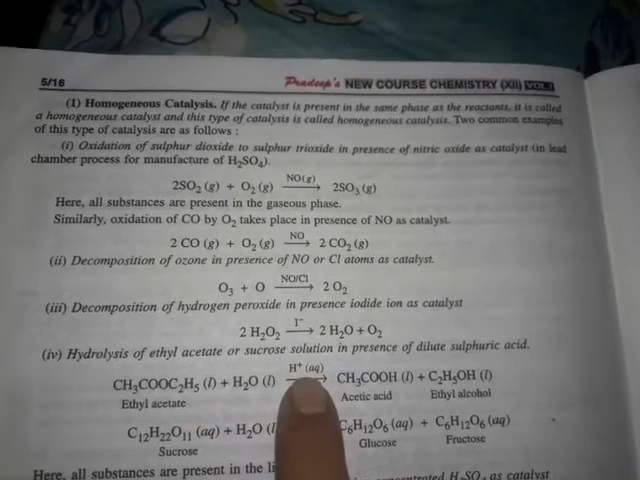 5/16
Pradeep's NEW COURSE CHEMISTRY (XII) VOL.I
(1) Homogeneous Catalysis. If the catalyst is present in the same phase as the reactants, it is called
a homogeneous catalyst and this type of catalysis is called homogeneous catalysis. Two common examples
of this type of catalysis are as follows :
(i) Oxidation of sulphur dioxide to sulphur trioxide in presence of nitric oxide as catalyst (in lead
chamber process for manufacture of H₂SO₄).
NO(g)
2SO₂ (g) + O₂ (g) ⟶ 2SO₃ (g)
Here, all substances are present in the gaseous phase.
Similarly, oxidation of CO by O₂ takes place in presence of NO as catalyst.
NO
2 CO (g) + O₂ (g) ⟶ 2 CO₂ (g)
(ii) Decomposition of ozone in presence of NO or Cl atoms as catalyst.
NO/Cl
O₃ + O ⟶ 2 O₂
(iii) Decomposition of hydrogen peroxide in presence iodide ion as catalyst
I⁻
2 H₂O₂ ⟶ 2 H₂O + O₂
(iv) Hydrolysis of ethyl acetate or sucrose solution in presence of dilute sulphuric acid.
H⁺ (aq)
CH₃COOC₂H₅ (l) + H₂O (l) ⟶ CH₃COOH (l) + C₂H₅OH (l)
Ethyl acetate Acetic acid Ethyl alcohol
C₁₂H₂₂O₁₁ (aq) + H₂O (l C₆H₁₂O₆ (aq) + C₆H₁₂O₆ (aq)
Sucrose Glucose Fructose
Here, all substances are present in the li concentrated H₂SO₄ as catalyst